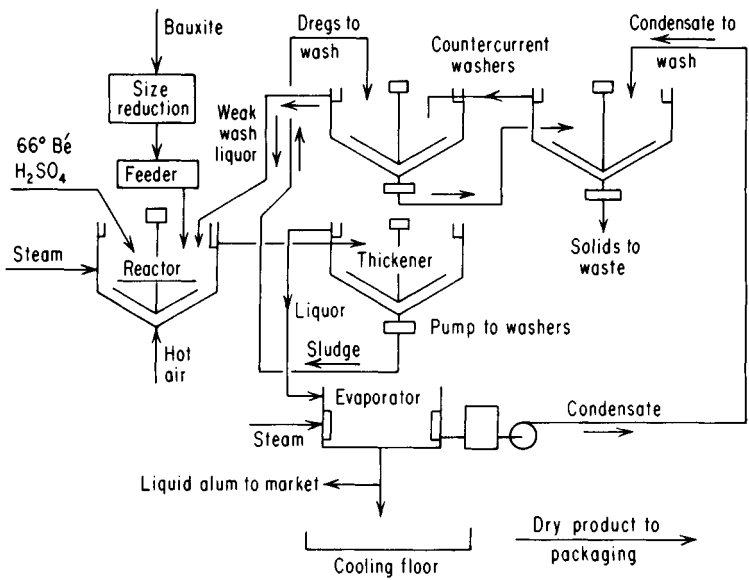 Bauxite
Size
reduction
Feeder
66° Bé
H₂SO₄
Steam
Reactor
Hot
air
Weak
wash
liquor
Dregs to
wash
Countercurrent
washers
Condensate to
wash
Solids to
waste
Thickener
Liquor
Pump to washers
Sludge
Evaporator
Steam
Condensate
Liquid alum to market
Cooling floor
Dry product to
packaging